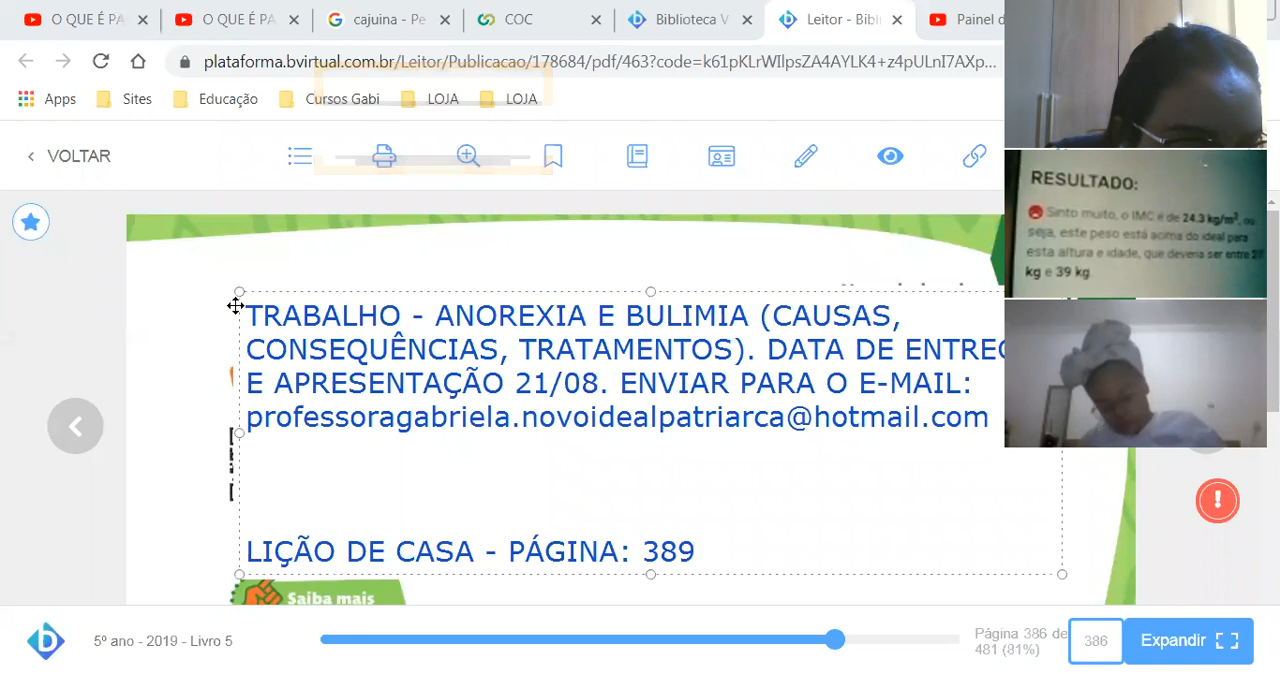 O QUE É PA
O QUE É PA
cajuina - Pe
COC
Biblioteca V
Leitor - Bibli
Painel d
plataforma.bvirtual.com.br/Leitor/Publicacao/178684/pdf/463?code=k61pKLrWIlpsZA4AYLK4+z4pULnI7AXp...
Apps
Sites
Educação
Cursos Gabi
LOJA
LOJA
VOLTAR
RESULTADO:
Sinto muito, o IMC é de 24.3 kg/m², ou
seja, este peso está acima do ideal para
esta altura e idade, que deveria ser entre
kg e 39 kg.
TRABALHO - ANOREXIA E BULIMIA (CAUSAS,
CONSEQUÊNCIAS, TRATAMENTOS). DATA DE ENTREG
E APRESENTAÇÃO 21/08. ENVIAR PARA O E-MAIL:
professoragabriela.novoidealpatriarca@hotmail.com
LIÇÃO DE CASA - PÁGINA: 389
Saiba mais
5º ano - 2019 - Livro 5
Página 386 de
481 (81%)
386
Expandir